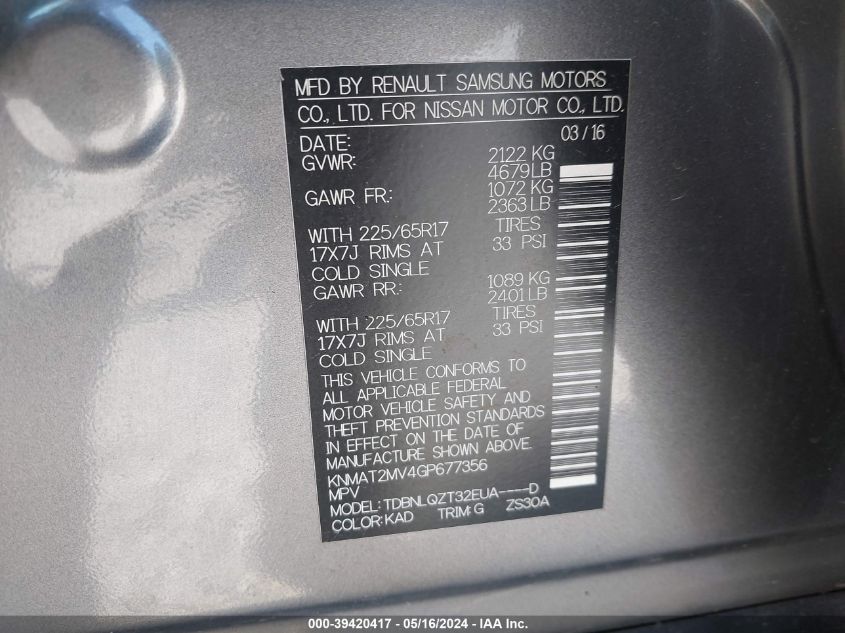 MFD BY RENAULT SAMSUNG MOTORS
CO., LTD. FOR NISSAN MOTOR CO., LTD.
DATE: 03/16
GVWR: 2122 KG
4679LB
GAWR FR.: 1072 KG
2363 LB
WITH 225/65R17 TIRES
17X7J RIMS AT 33 PSI
COLD SINGLE
GAWR RR.: 1089 KG
2401 LB
WITH 225/65R17 TIRES
17X7J RIMS AT 33 PSI
COLD SINGLE
THIS VEHICLE CONFORMS TO
ALL APPLICABLE FEDERAL
MOTOR VEHICLE SAFETY AND
THEFT PREVENTION STANDARDS
IN EFFECT ON THE DATE OF
MANUFACTURE SHOWN ABOVE.
KNMAT2MV4GP677356
MPV
MODEL: TDBNLQZT32EUA----D
COLOR: KAD TRIM: G ZS30A
000-39420417 - 05/16/2024 - IAA Inc.